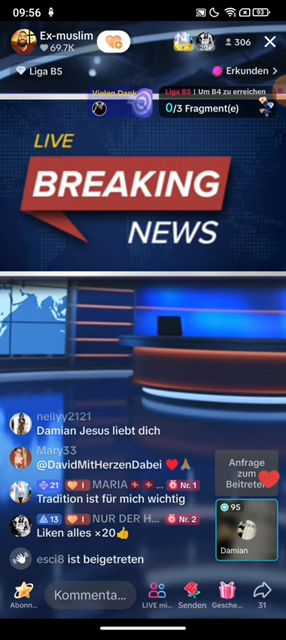 09:56
93
Ex-muslim
69.7K
306
Liga B5
Erkunden >
Vielen Dank
Liga B5 | Um B4 zu erreichen
0/3 Fragment(e)
LIVE
BREAKING
NEWS
neilyy2121
Damian Jesus liebt dich
Mary33
@DavidMitHerzenDabei ❤️🙏🏽
21 I MARIA 🇨🇭🇨🇭... Nr. 1
Tradition ist für mich wichtig
13 I NUR DER H... Nr. 2
Liken alles ×20👍
esci8 ist beigetreten
Anfrage
zum
Beitreten
95
Damian
Abonn...
Kommenta...
LIVE mi...
Senden
Gesche...
31